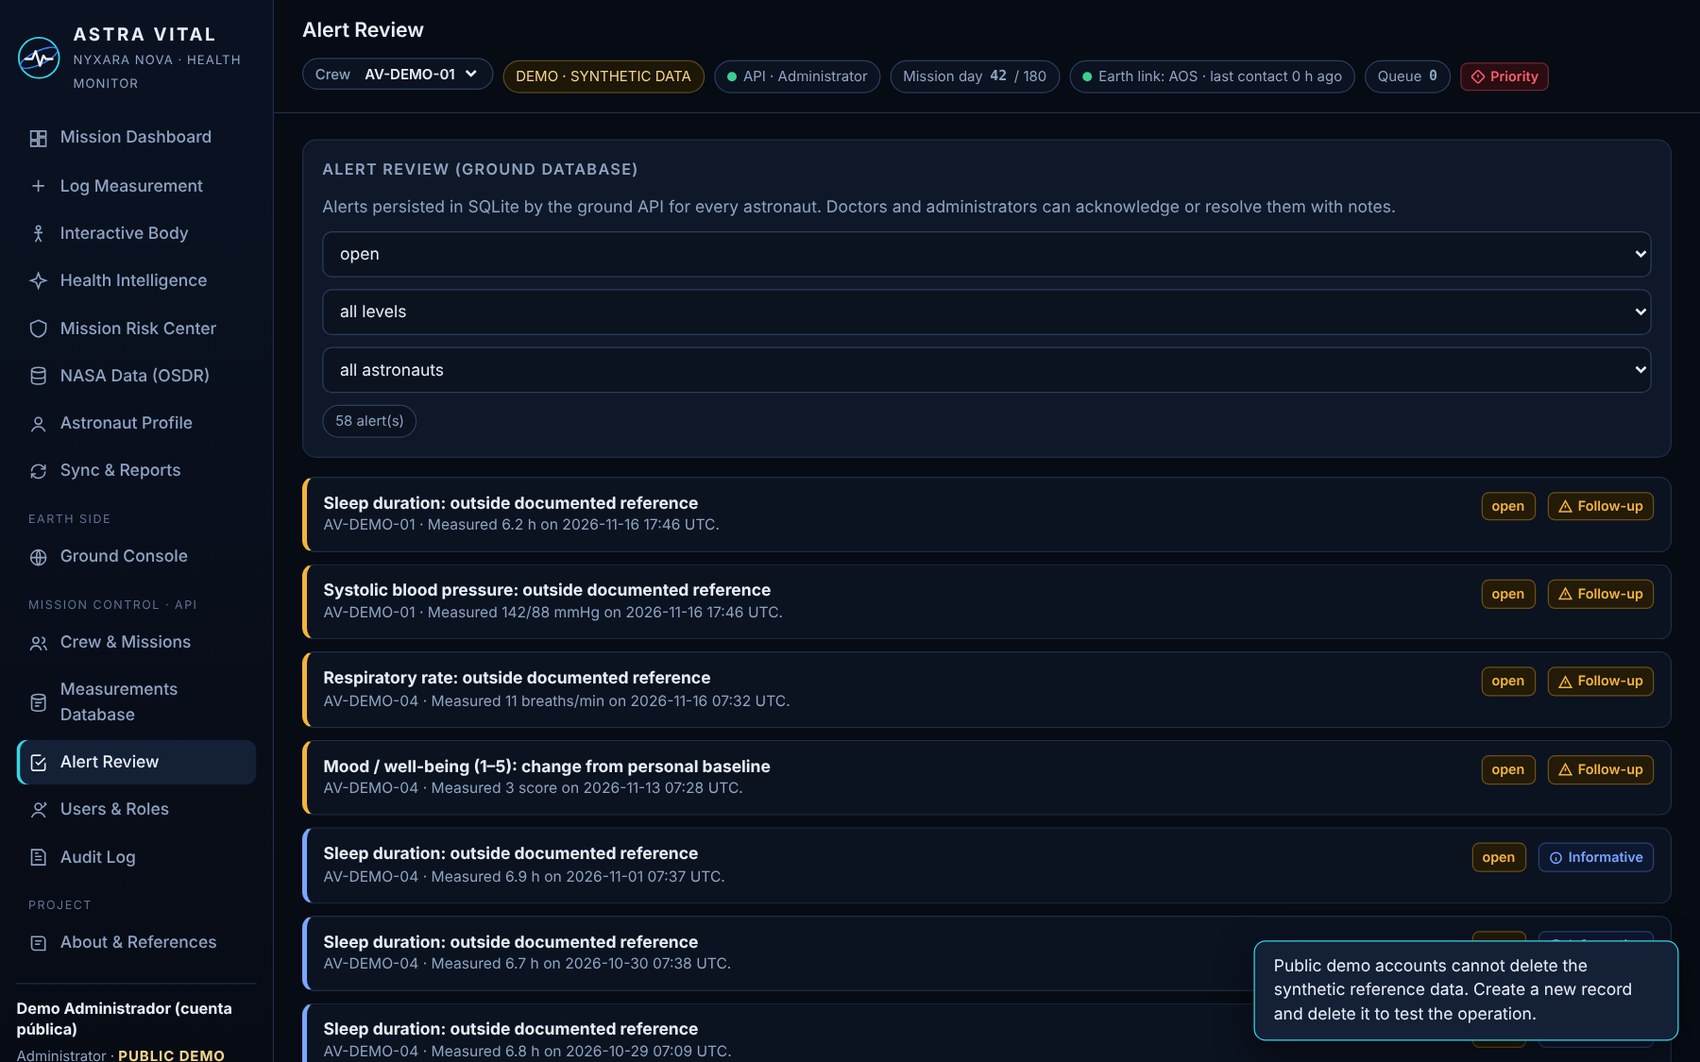 ASTRA VITAL
NYXARA NOVA · HEALTH
MONITOR
Mission Dashboard
Log Measurement
Interactive Body
Health Intelligence
Mission Risk Center
NASA Data (OSDR)
Astronaut Profile
Sync & Reports
EARTH SIDE
Ground Console
MISSION CONTROL · API
Crew & Missions
Measurements
Database
Alert Review
Users & Roles
Audit Log
PROJECT
About & References
Demo Administrador (cuenta
pública)
Administrator · PUBLIC DEMO
Alert Review
Crew AV-DEMO-01 DEMO · SYNTHETIC DATA API · Administrator Mission day 42 / 180 Earth link: AOS · last contact 0 h ago Queue 0 Priority
ALERT REVIEW (GROUND DATABASE)
Alerts persisted in SQLite by the ground API for every astronaut. Doctors and administrators can acknowledge or resolve them with notes.
open
all levels
all astronauts
58 alert(s)
Sleep duration: outside documented reference open Follow-up
AV-DEMO-01 · Measured 6.2 h on 2026-11-16 17:46 UTC.
Systolic blood pressure: outside documented reference open Follow-up
AV-DEMO-01 · Measured 142/88 mmHg on 2026-11-16 17:46 UTC.
Respiratory rate: outside documented reference open Follow-up
AV-DEMO-04 · Measured 11 breaths/min on 2026-11-16 07:32 UTC.
Mood / well-being (1–5): change from personal baseline open Follow-up
AV-DEMO-04 · Measured 3 score on 2026-11-13 07:28 UTC.
Sleep duration: outside documented reference open Informative
AV-DEMO-04 · Measured 6.9 h on 2026-11-01 07:37 UTC.
Sleep duration: outside documented reference
AV-DEMO-04 · Measured 6.7 h on 2026-10-30 07:38 UTC.
Sleep duration: outside documented reference
AV-DEMO-04 · Measured 6.8 h on 2026-10-29 07:09 UTC.
Public demo accounts cannot delete the
synthetic reference data. Create a new record
and delete it to test the operation.